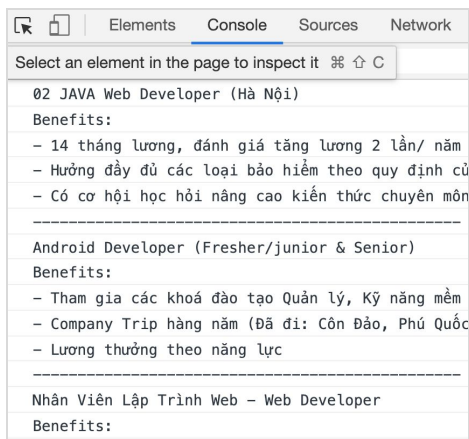 Elements Console Sources Network
Select an element in the page to inspect it ⌘ ⇧ C
02 JAVA Web Developer (Hà Nội)
Benefits:
– 14 tháng lương, đánh giá tăng lương 2 lần/ năm
– Hưởng đầy đủ các loại bảo hiểm theo quy định củ
– Có cơ hội học hỏi nâng cao kiến thức chuyên môn
------------------------------------------------
Android Developer (Fresher/junior & Senior)
Benefits:
– Tham gia các khoá đào tạo Quản lý, Kỹ năng mềm
– Company Trip hàng năm (Đã đi: Côn Đảo, Phú Quốc
– Lương thưởng theo năng lực
------------------------------------------------
Nhân Viên Lập Trình Web – Web Developer
Benefits: